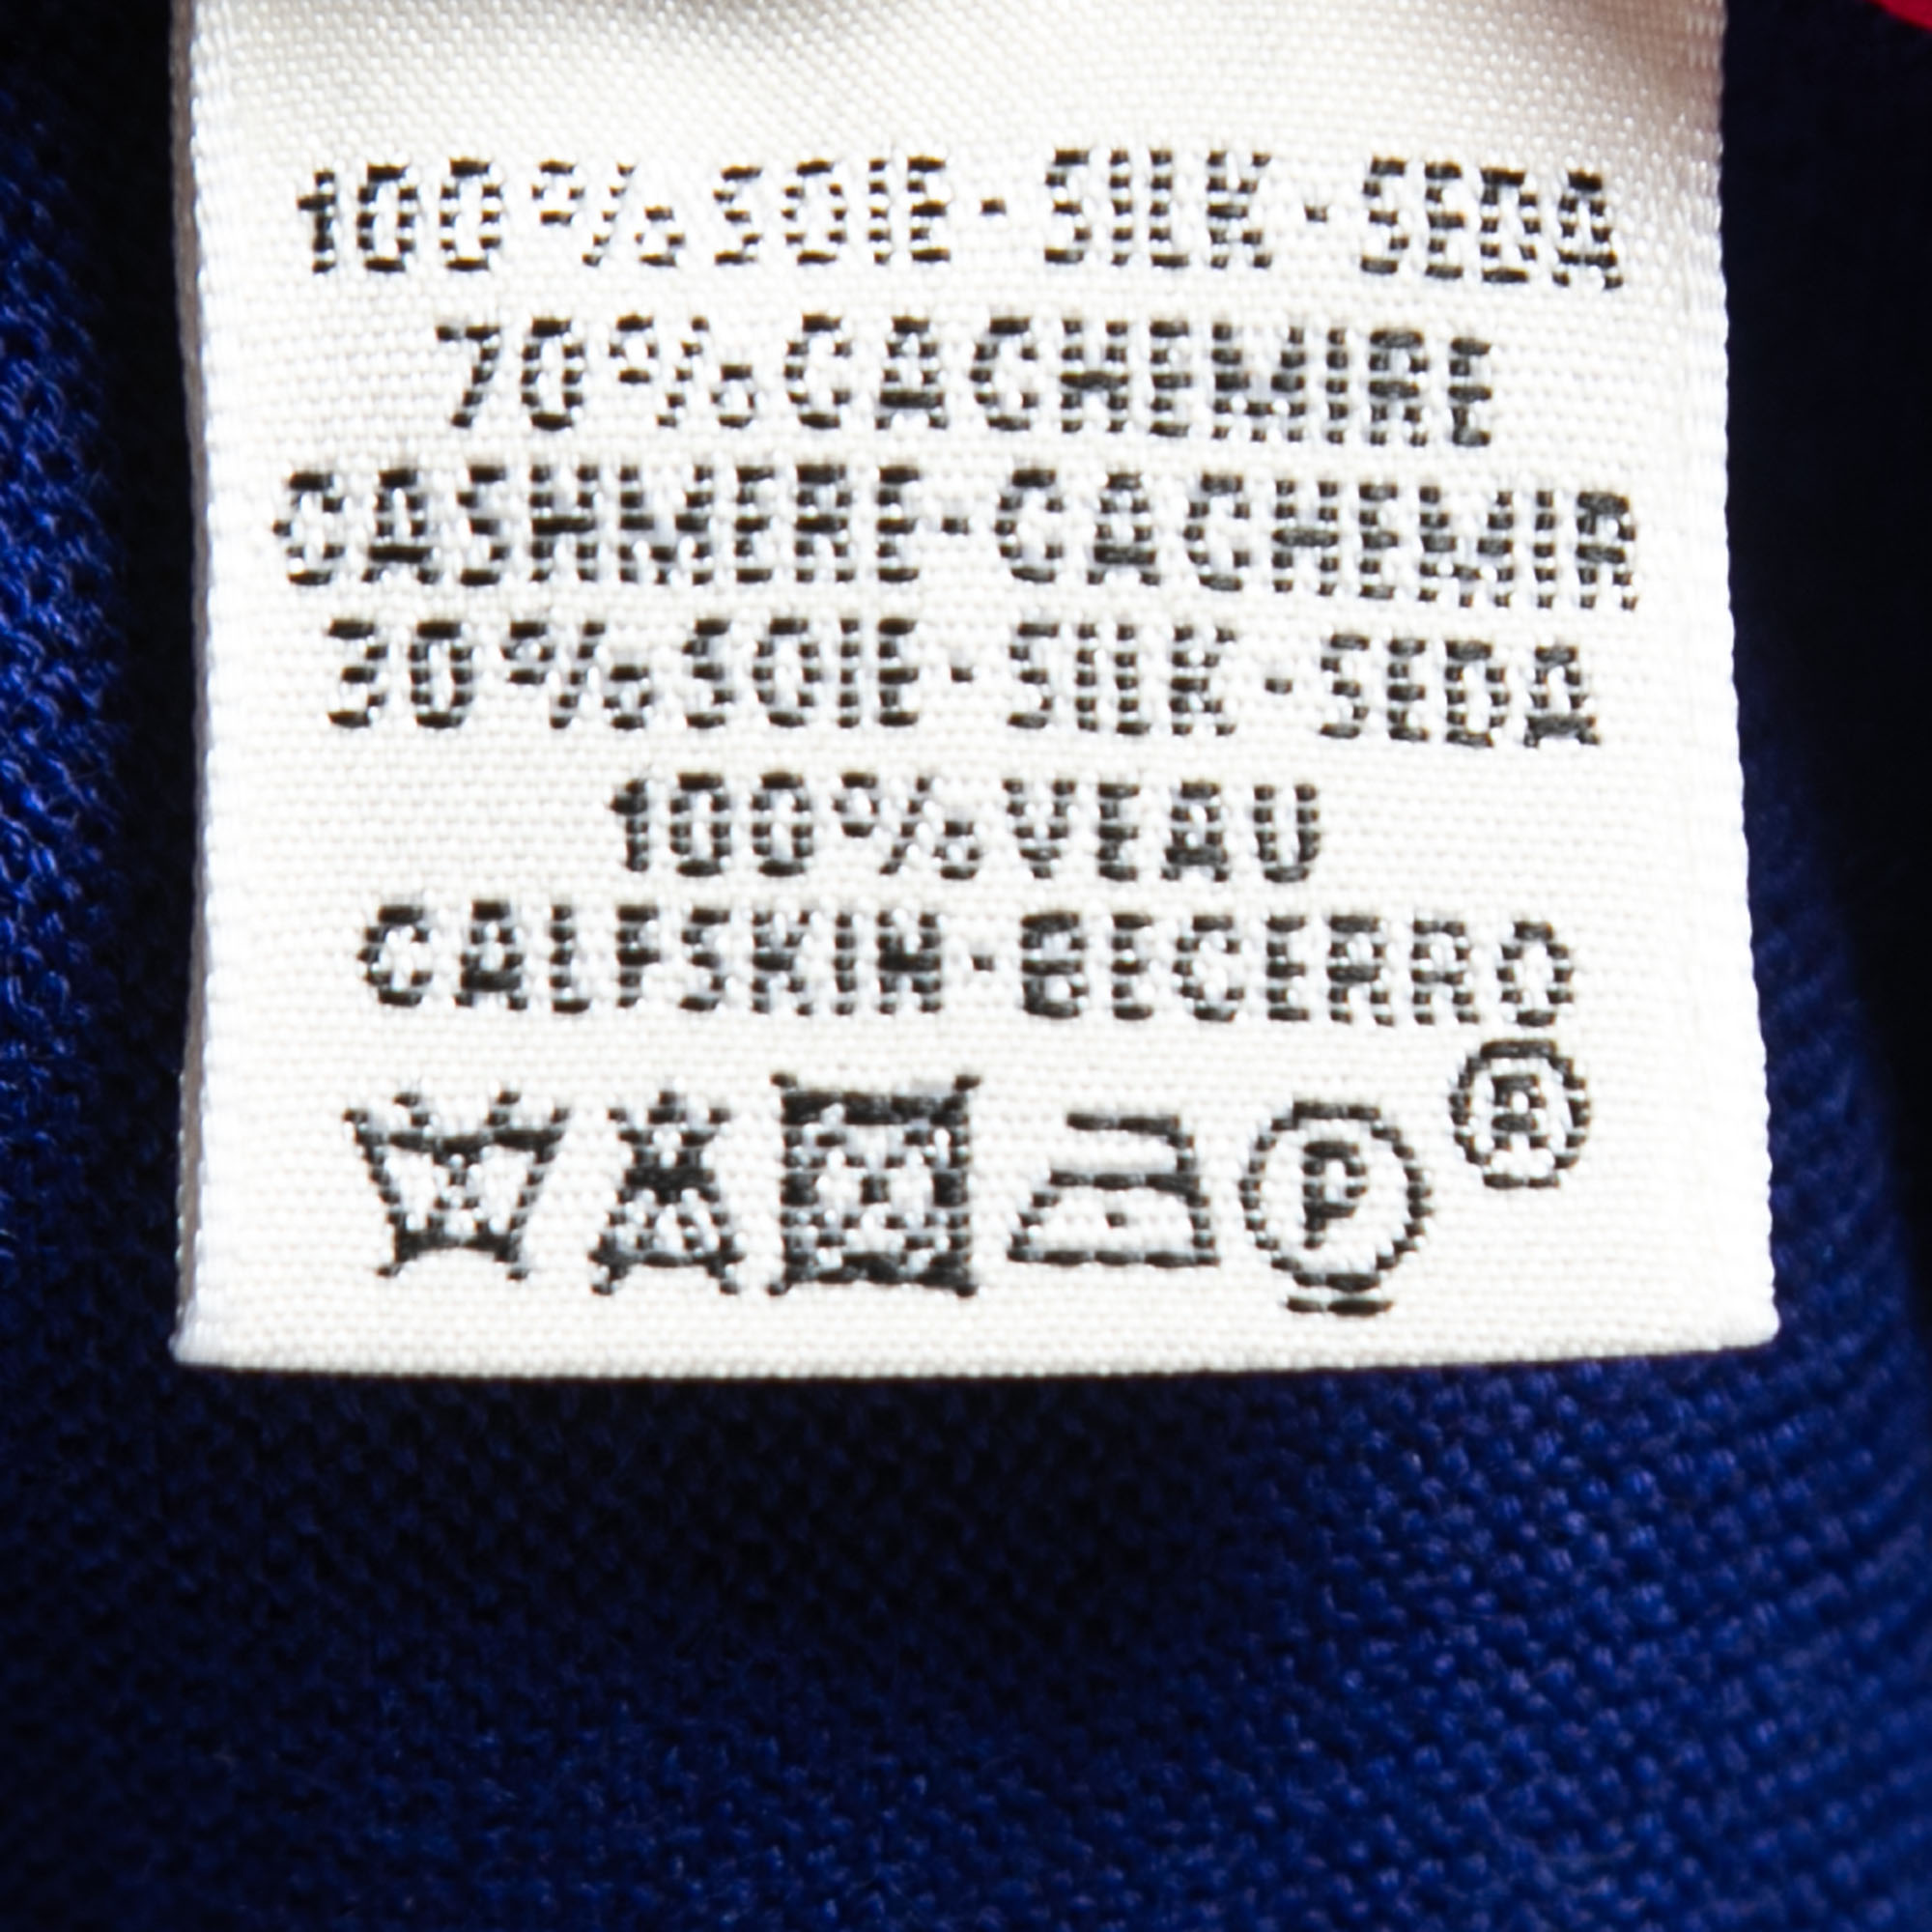 100% SOIE · SILK · SEDA
70% CACHEMIRE
CASHMERE · CACHEMIR
30% SOIE · SILK · SEDA
100% VEAU
CALFSKIN · BECERRO
P ®